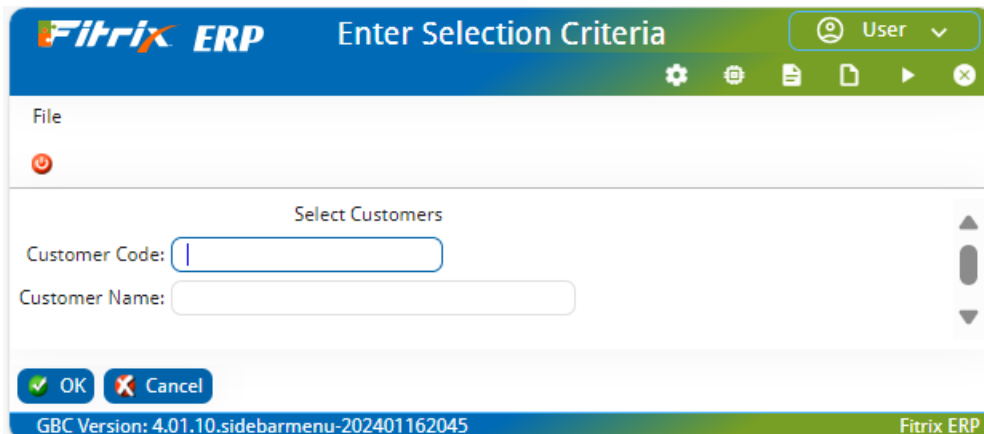 Fitrix ERP Enter Selection Criteria User
File
Select Customers
Customer Code:
Customer Name:
OK Cancel
GBC Version: 4.01.10.sidebarmenu-202401162045 Fitrix ERP